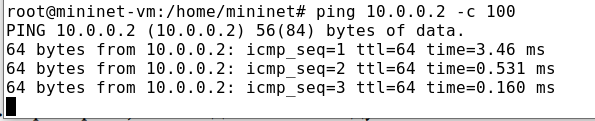 root@mininet-vm:/home/mininet# ping 10.0.0.2 -c 100
PING 10.0.0.2 (10.0.0.2) 56(84) bytes of data.
64 bytes from 10.0.0.2: icmp_seq=1 ttl=64 time=3.46 ms
64 bytes from 10.0.0.2: icmp_seq=2 ttl=64 time=0.531 ms
64 bytes from 10.0.0.2: icmp_seq=3 ttl=64 time=0.160 ms